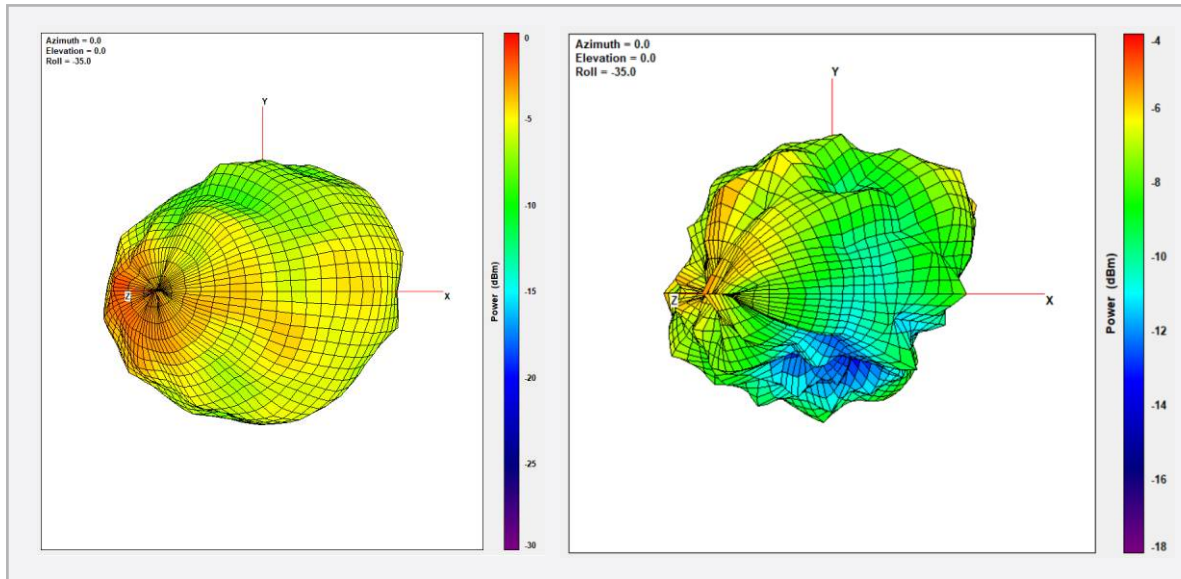 Azimuth = 0.0
Elevation = 0.0
Roll = -35.0
Y
X
Z
0
-5
-10
-15
-20
-25
-30
Power (dBm)
Azimuth = 0.0
Elevation = 0.0
Roll = -35.0
Y
X
Z
-4
-6
-8
-10
-12
-14
-16
-18
Power (dBm)